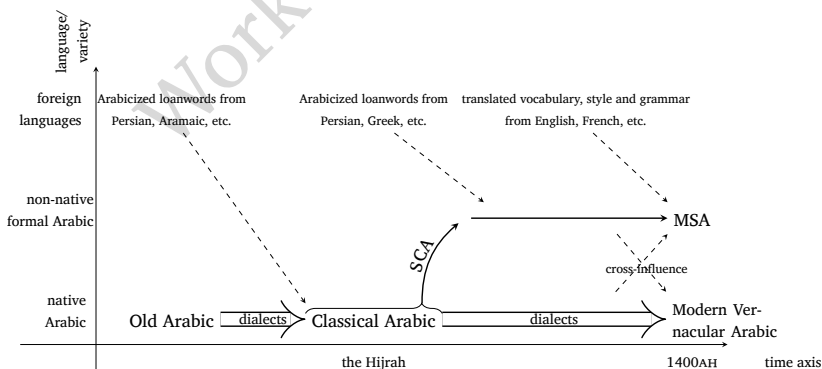 language/
variety
Work
foreign
languages
Arabicized loanwords from
Persian, Aramaic, etc.
Arabicized loanwords from
Persian, Greek, etc.
translated vocabulary, style and grammar
from English, French, etc.
non-native
formal Arabic
MSA
SCA
cross-influence
native
Arabic
Old Arabic
dialects
Classical Arabic
dialects
Modern Ver-
nacular Arabic
the Hijrah
1400AH
time axis